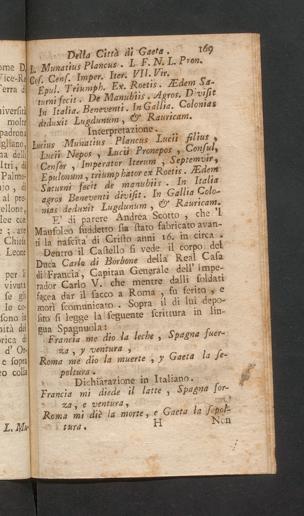 Della Città di Gaeta. 169
L. Munatius Plancus. L. F. N. L. Pron.
Cos. Cens. Imper. Iter. VII. Vir.
Epul. Triumph. Ex. Roetis. Ædem Sa-
turni fecit. De Manubiis. Agros. Divisit
In Italia. Beneventi. In Gallia. Colonias
deduxit Lugdunum, & Rauricam.
Interpretazione.
Lucius Munatius Plancus Lucii filius,
Lucii Nepos, Lucii Pronepos, Consul,
Censor, Imperator Iterum, Septemvir,
Epulonum, triumphator ex Roetis. Ædem
Saturni fecit de manubiis. In Italia
agros Beneventi divisit. In Gallia Colo-
nias deduxit Lugdunum, & Rauricam.
E' di parere Andrea Scotto, che 'l
Mausoleo suddetto sia stato fabricato avan-
ti la nascita di Cristo anni 16. in circa.
Dentro il Castello si vede il corpo del
Duca Carlo di Borbone della Real Casa
di Francia, Capitan Generale dell' Impe-
rador Carlo V. che mentre dalli soldati
facea dar il sacco a Roma, fu ferito, e
morì scomunicato. Sopra il di lui depo-
sito si legge la seguente scrittura in lin-
gua Spagnuola:
Francia me dio la leche, Spagna fuer-
za, y ventura,
Roma me dio la muerte, y Gaeta la se-
poltura.
Dichiarazione in Italiano.
Francia mi diede il latte, Spagna for-
za, e ventura,
Roma mi diè la morte, e Gaeta la sepol-
tura. H Non